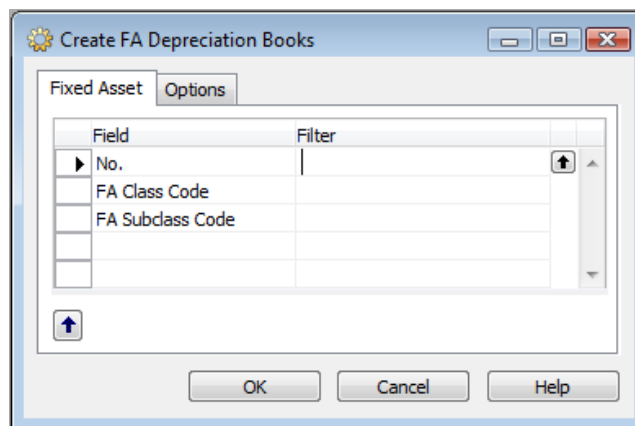 Create FA Depreciation Books
Fixed Asset Options
Field Filter
No.
FA Class Code
FA Subclass Code
OK Cancel Help